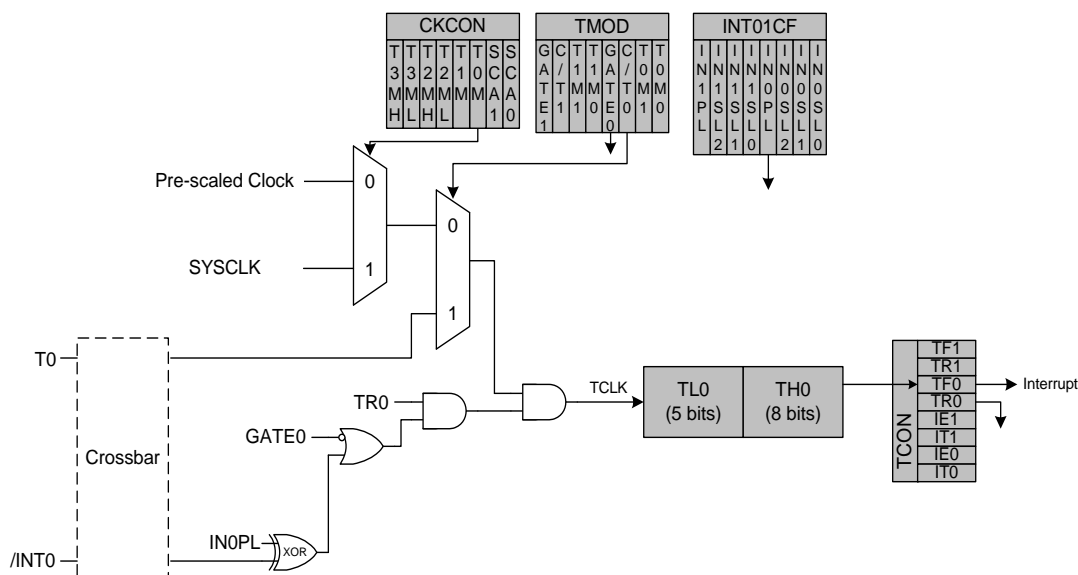 CKCON
T3MH
T3ML
T2MH
T2ML
T1M
T0M
SCA1
SCA0
TMOD
GATE1
C/T1
T1M1
T1M0
GATE0
C/T0
T0M1
T0M0
INT01CF
IN1PL
IN1SL2
IN1SL1
IN1SL0
IN0PL
IN0SL2
IN0SL1
IN0SL0
Pre-scaled Clock
0
SYSCLK
1
0
1
T0
Crossbar
/INT0
TR0
GATE0
IN0PL
XOR
TCLK
TL0
(5 bits)
TH0
(8 bits)
TCON
TF1
TR1
TF0
TR0
IE1
IT1
IE0
IT0
Interrupt